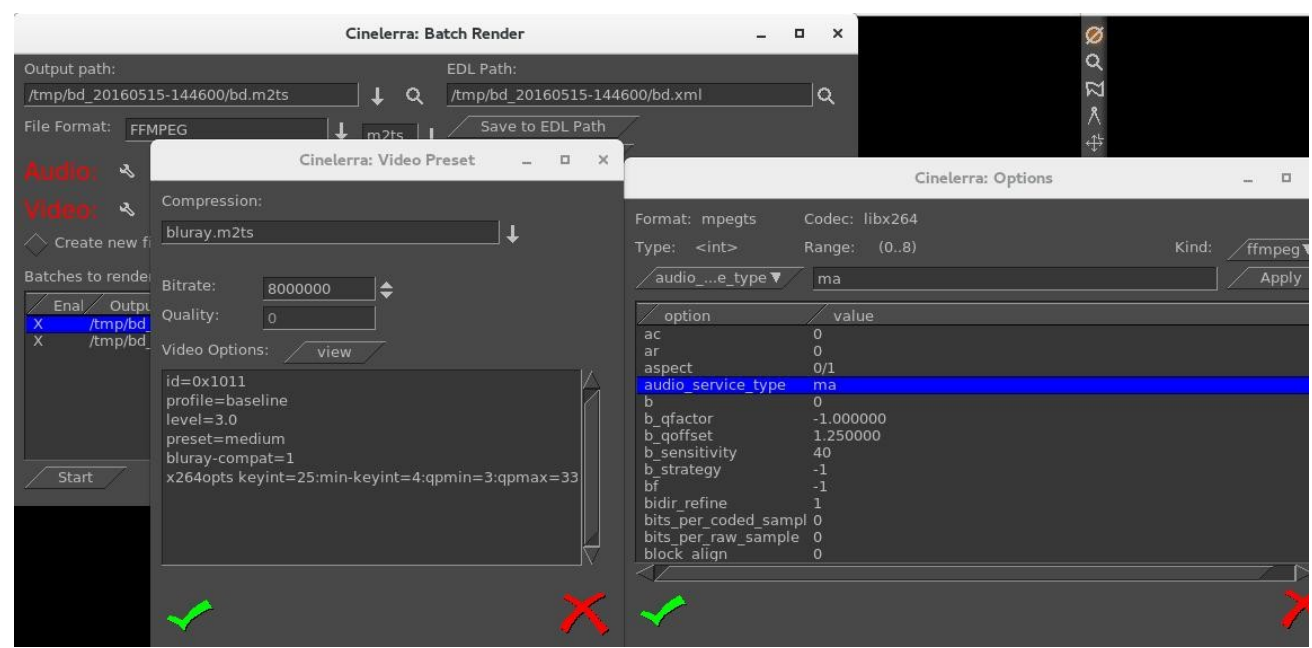 Cinelerra: Batch Render
Output path:
EDL Path:
/tmp/bd_20160515-144600/bd.m2ts
/tmp/bd_20160515-144600/bd.xml
File Format:
FFMPEG
m2ts
Save to EDL Path
Audio:
Video:
Create new fi
Batches to render
Enal
Outpu
X /tmp/bd_
X /tmp/bd_
Start
Cinelerra: Video Preset
Compression:
bluray.m2ts
Bitrate:
8000000
Quality:
0
Video Options:
view
id=0x1011
profile=baseline
level=3.0
preset=medium
bluray-compat=1
x264opts keyint=25:min-keyint=4:qpmin=3:qpmax=33
Cinelerra: Options
Format: mpegts Codec: libx264
Type: <int> Range: (0..8) Kind: ffmpeg
audio_...e_type ma Apply
option value
ac 0
ar 0
aspect 0/1
audio_service_type ma
b 0
b_qfactor -1.000000
b_qoffset 1.250000
b_sensitivity 40
b_strategy -1
bf -1
bidir_refine 1
bits_per_coded_sampl 0
bits_per_raw_sample 0
block_align 0